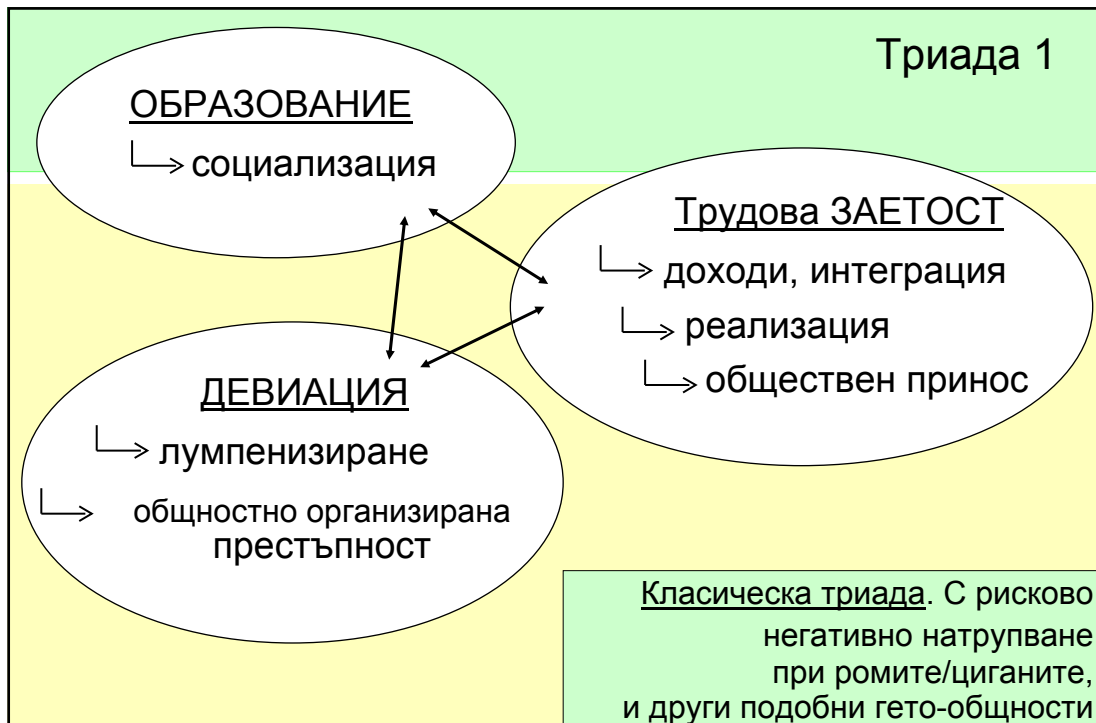 Триада 1
ОБРАЗОВАНИЕ
социализация
Трудова ЗАЕТОСТ
доходи, интеграция
реализация
обществен принос
ДЕВИАЦИЯ
лумпенизиране
общностно организирана
престъпност
Класическа триада. С рисково
негативно натрупване
при ромите/циганите,
и други подобни гето-общности